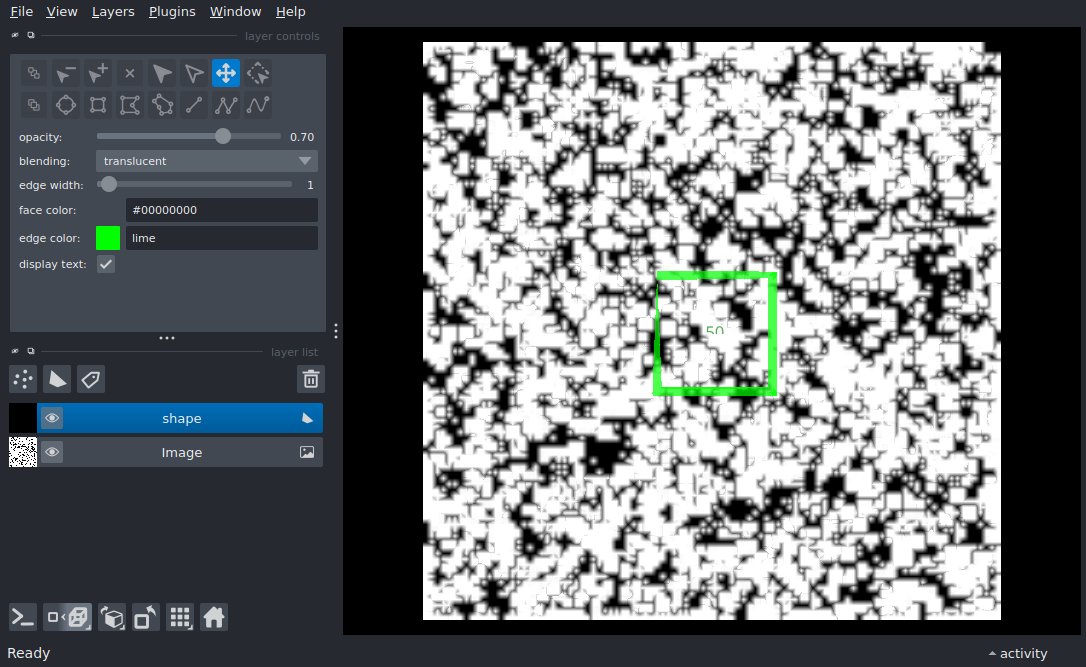 File View Layers Plugins Window Help
layer controls
opacity: 0.70
blending: translucent
edge width: 1
face color: #00000000
edge color: lime
display text:
layer list
shape
Image
50
Ready
activity